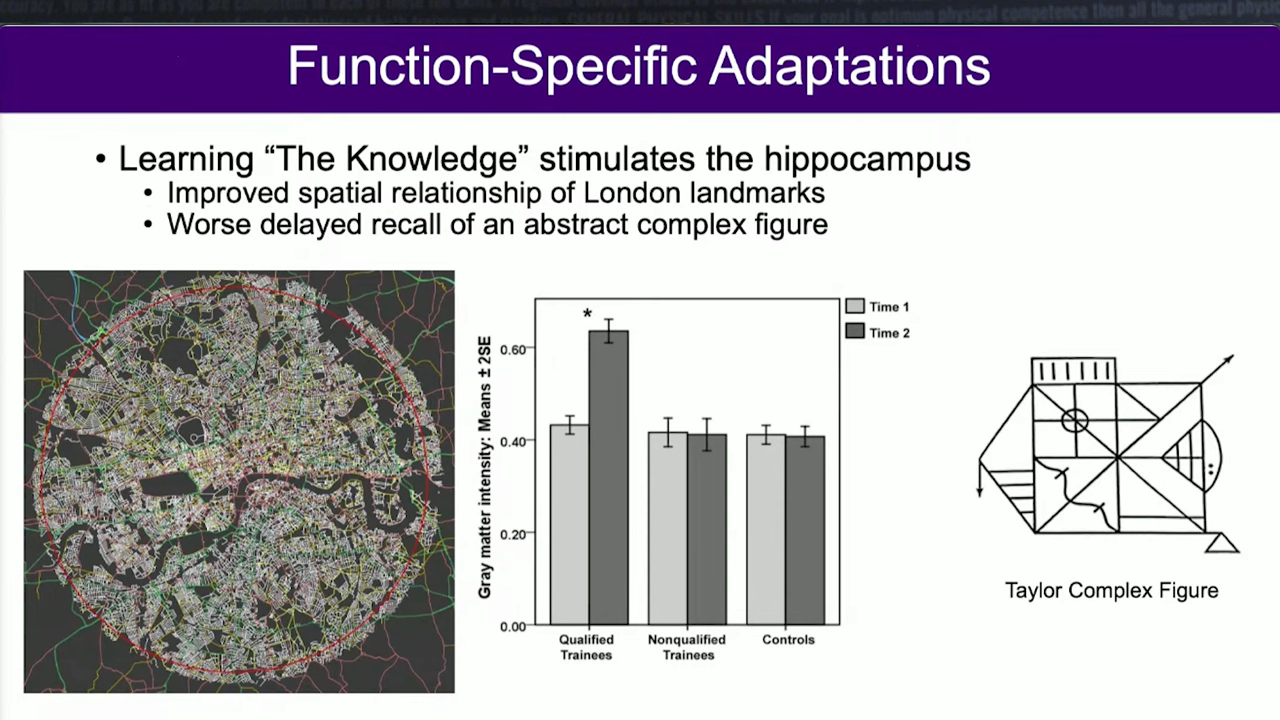 Function-Specific Adaptations
• Learning “The Knowledge” stimulates the hippocampus
• Improved spatial relationship of London landmarks
• Worse delayed recall of an abstract complex figure
Gray matter intensity: Means ± 2SE
0.60
0.40
0.20
0.00
*
Qualified
Trainees
Nonqualified
Trainees
Controls
Time 1
Time 2
Taylor Complex Figure